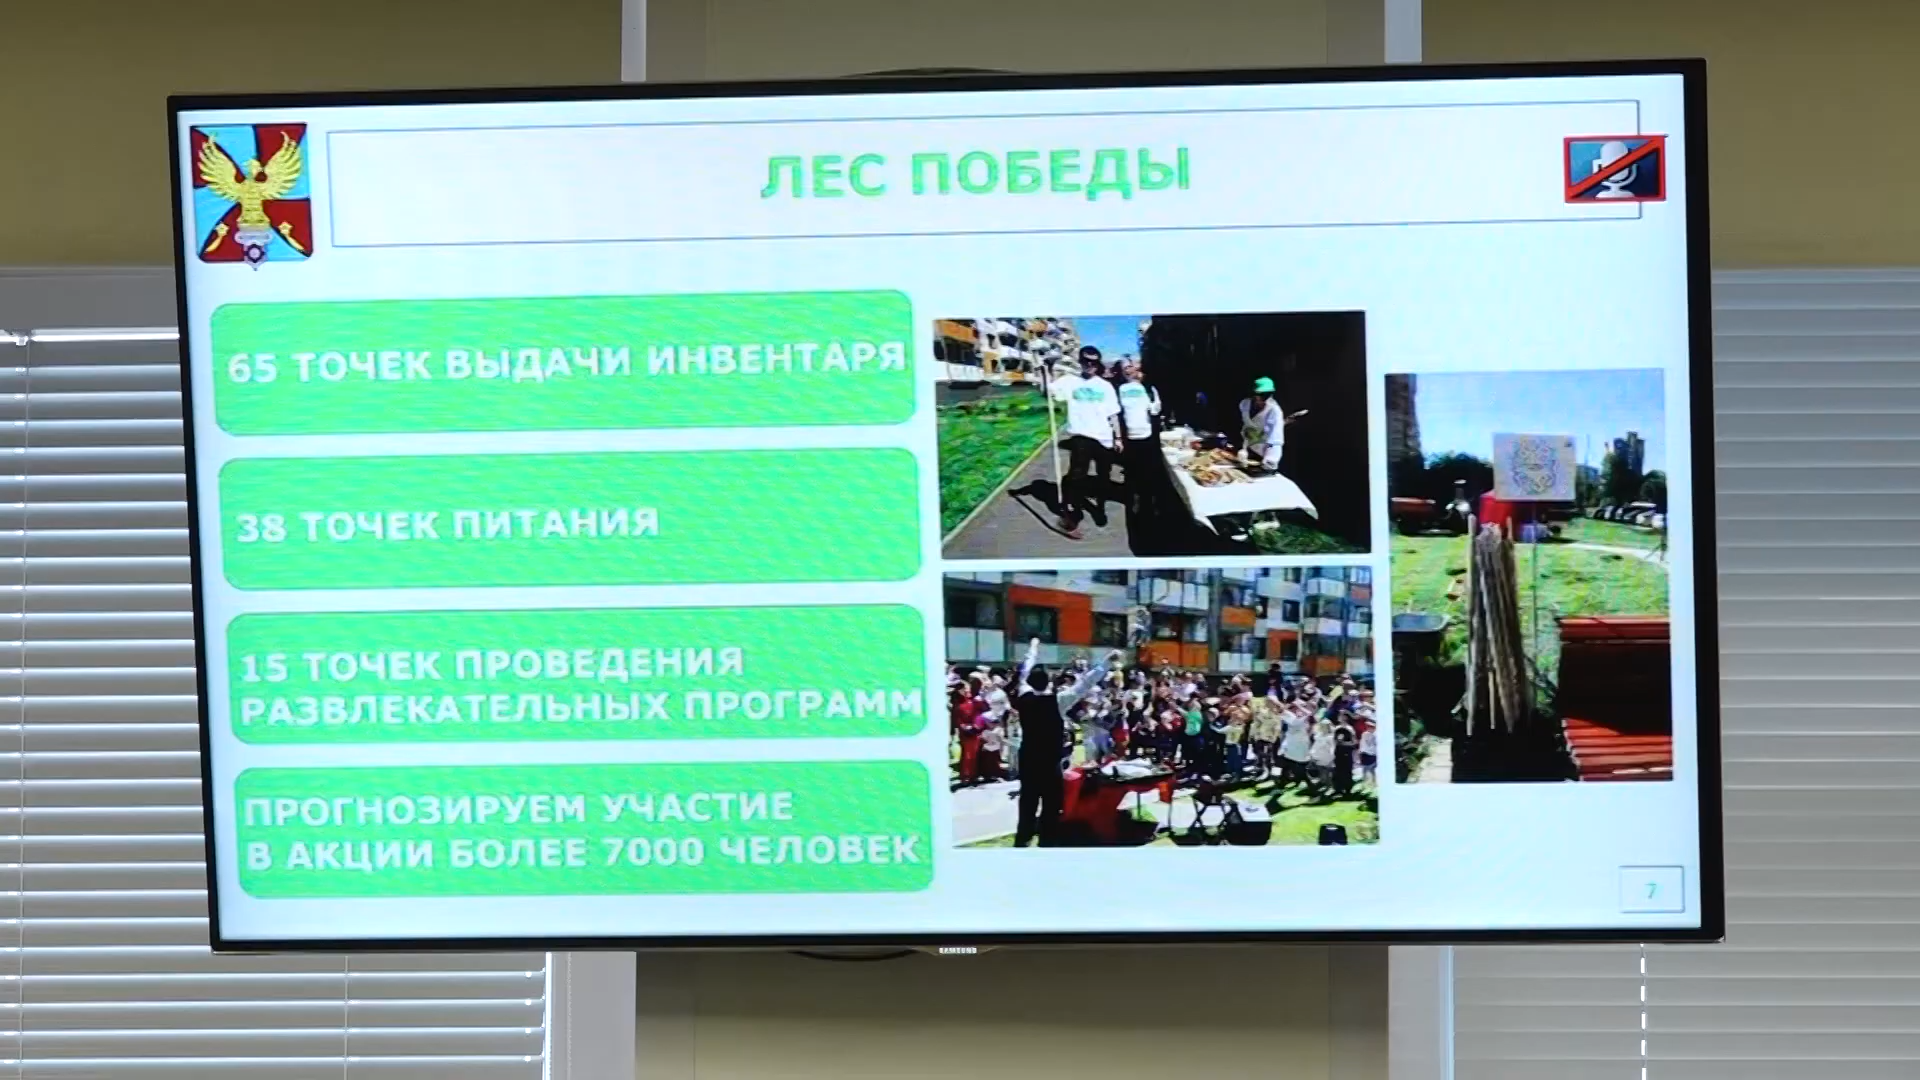 ЛЕС ПОБЕДЫ
65 ТОЧЕК ВЫДАЧИ ИНВЕНТАРЯ
38 ТОЧЕК ПИТАНИЯ
15 ТОЧЕК ПРОВЕДЕНИЯ
РАЗВЛЕКАТЕЛЬНЫХ ПРОГРАММ
ПРОГНОЗИРУЕМ УЧАСТИЕ
В АКЦИИ БОЛЕЕ 7000 ЧЕЛОВЕК
7
SAMSUNG